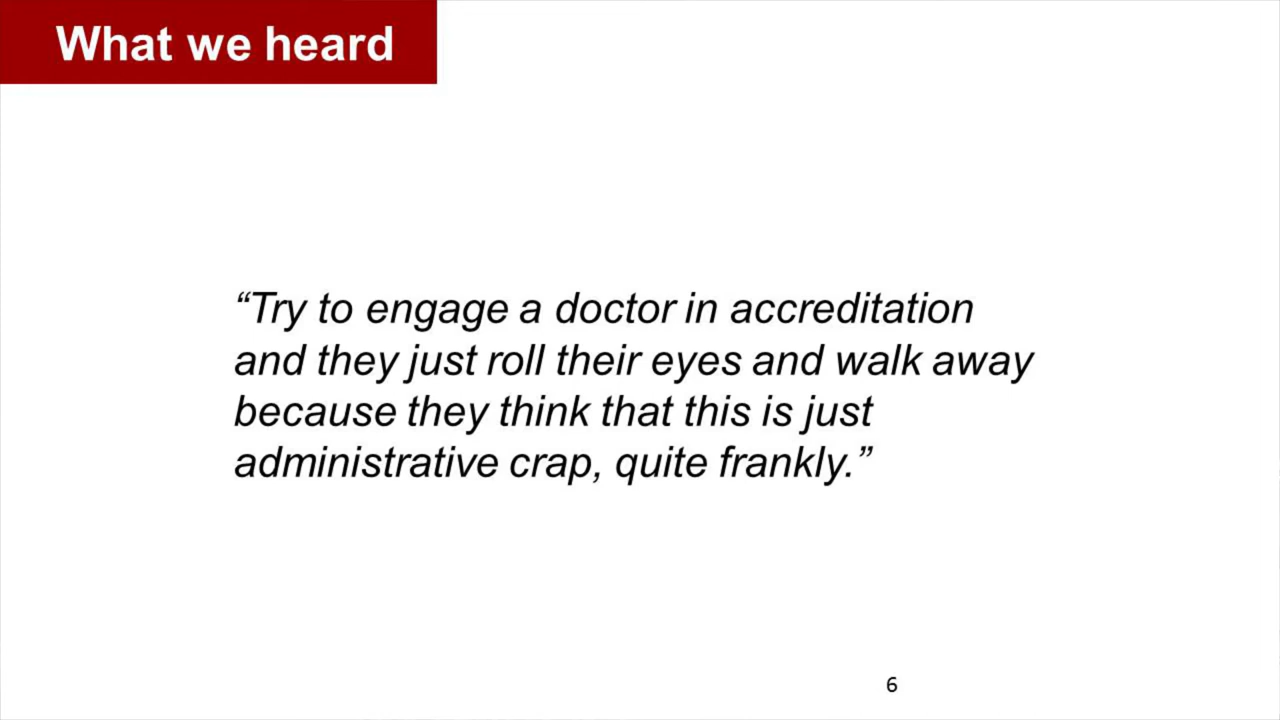 What we heard
“Try to engage a doctor in accreditation
and they just roll their eyes and walk away
because they think that this is just
administrative crap, quite frankly.”
6